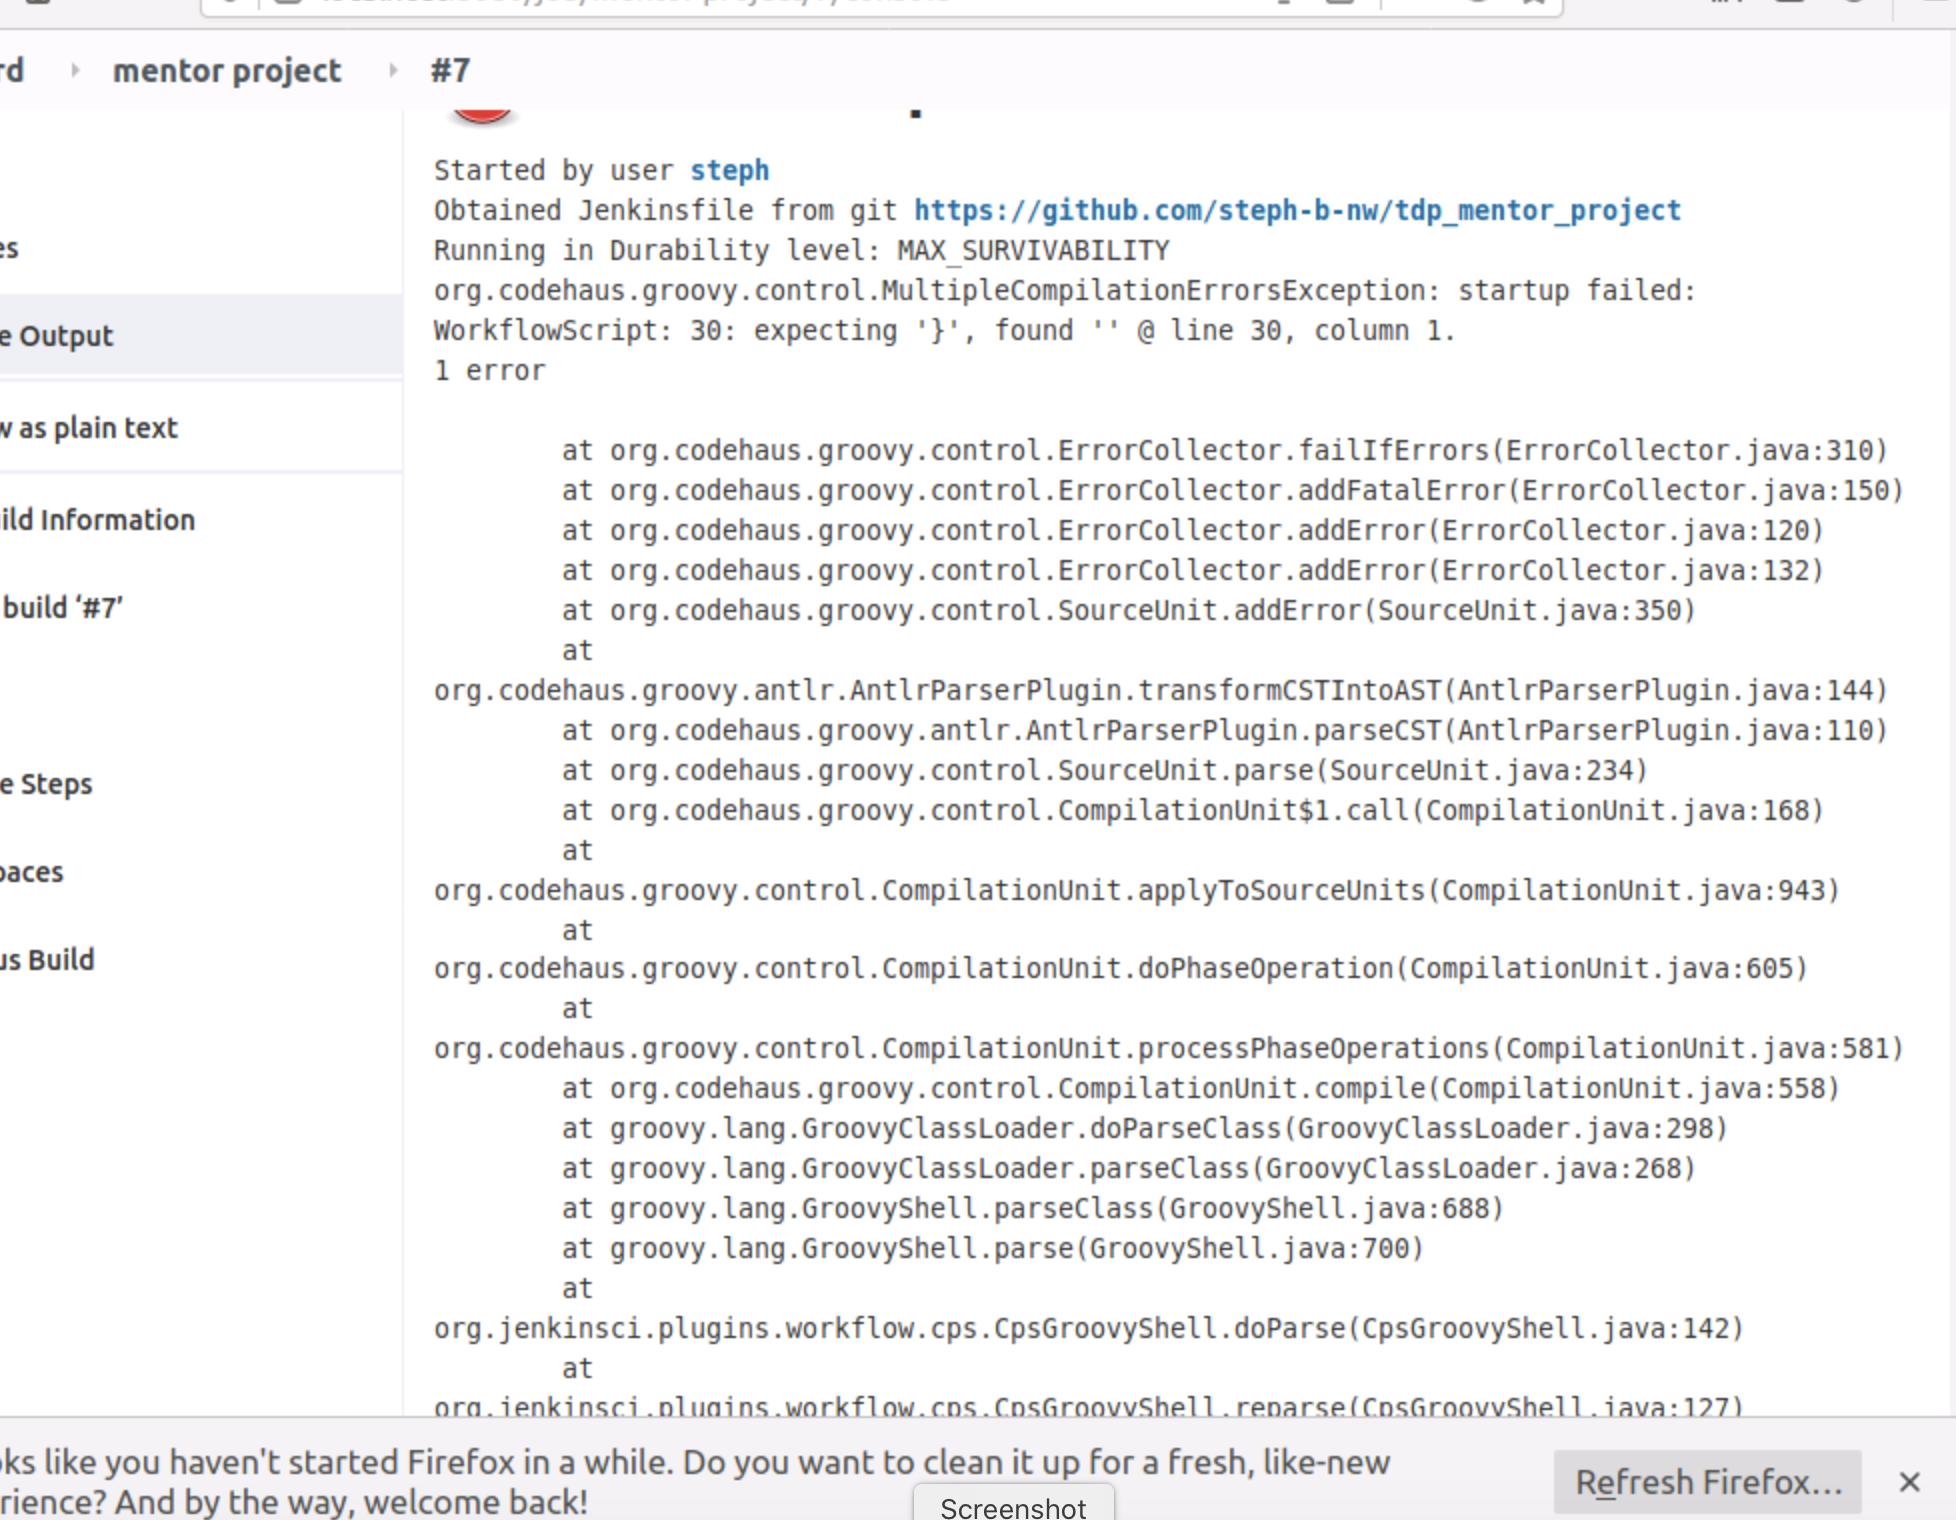 rd
mentor project
#7
Started by user steph
Obtained Jenkinsfile from git https://github.com/steph-b-nw/tdp_mentor_project
Running in Durability level: MAX_SURVIVABILITY
org.codehaus.groovy.control.MultipleCompilationErrorsException: startup failed:
WorkflowScript: 30: expecting '}', found '' @ line 30, column 1.
1 error
at org.codehaus.groovy.control.ErrorCollector.failIfErrors(ErrorCollector.java:310)
at org.codehaus.groovy.control.ErrorCollector.addFatalError(ErrorCollector.java:150)
at org.codehaus.groovy.control.ErrorCollector.addError(ErrorCollector.java:120)
at org.codehaus.groovy.control.ErrorCollector.addError(ErrorCollector.java:132)
at org.codehaus.groovy.control.SourceUnit.addError(SourceUnit.java:350)
at
org.codehaus.groovy.antlr.AntlrParserPlugin.transformCSTIntoAST(AntlrParserPlugin.java:144)
at org.codehaus.groovy.antlr.AntlrParserPlugin.parseCST(AntlrParserPlugin.java:110)
at org.codehaus.groovy.control.SourceUnit.parse(SourceUnit.java:234)
at org.codehaus.groovy.control.CompilationUnit$1.call(CompilationUnit.java:168)
at
org.codehaus.groovy.control.CompilationUnit.applyToSourceUnits(CompilationUnit.java:943)
at
org.codehaus.groovy.control.CompilationUnit.doPhaseOperation(CompilationUnit.java:605)
at
org.codehaus.groovy.control.CompilationUnit.processPhaseOperations(CompilationUnit.java:581)
at org.codehaus.groovy.control.CompilationUnit.compile(CompilationUnit.java:558)
at groovy.lang.GroovyClassLoader.doParseClass(GroovyClassLoader.java:298)
at groovy.lang.GroovyClassLoader.parseClass(GroovyClassLoader.java:268)
at groovy.lang.GroovyShell.parseClass(GroovyShell.java:688)
at groovy.lang.GroovyShell.parse(GroovyShell.java:700)
at
org.jenkinsci.plugins.workflow.cps.CpsGroovyShell.doParse(CpsGroovyShell.java:142)
at
org.jenkinsci.plugins.workflow.cps.CpsGroovyShell.reparse(CpsGroovyShell.java:127)
es
e Output
w as plain text
ild Information
build ‘#7’
e Steps
paces
us Build
oks like you haven't started Firefox in a while. Do you want to clean it up for a fresh, like-new
rience? And by the way, welcome back!
Refresh Firefox...
Screenshot